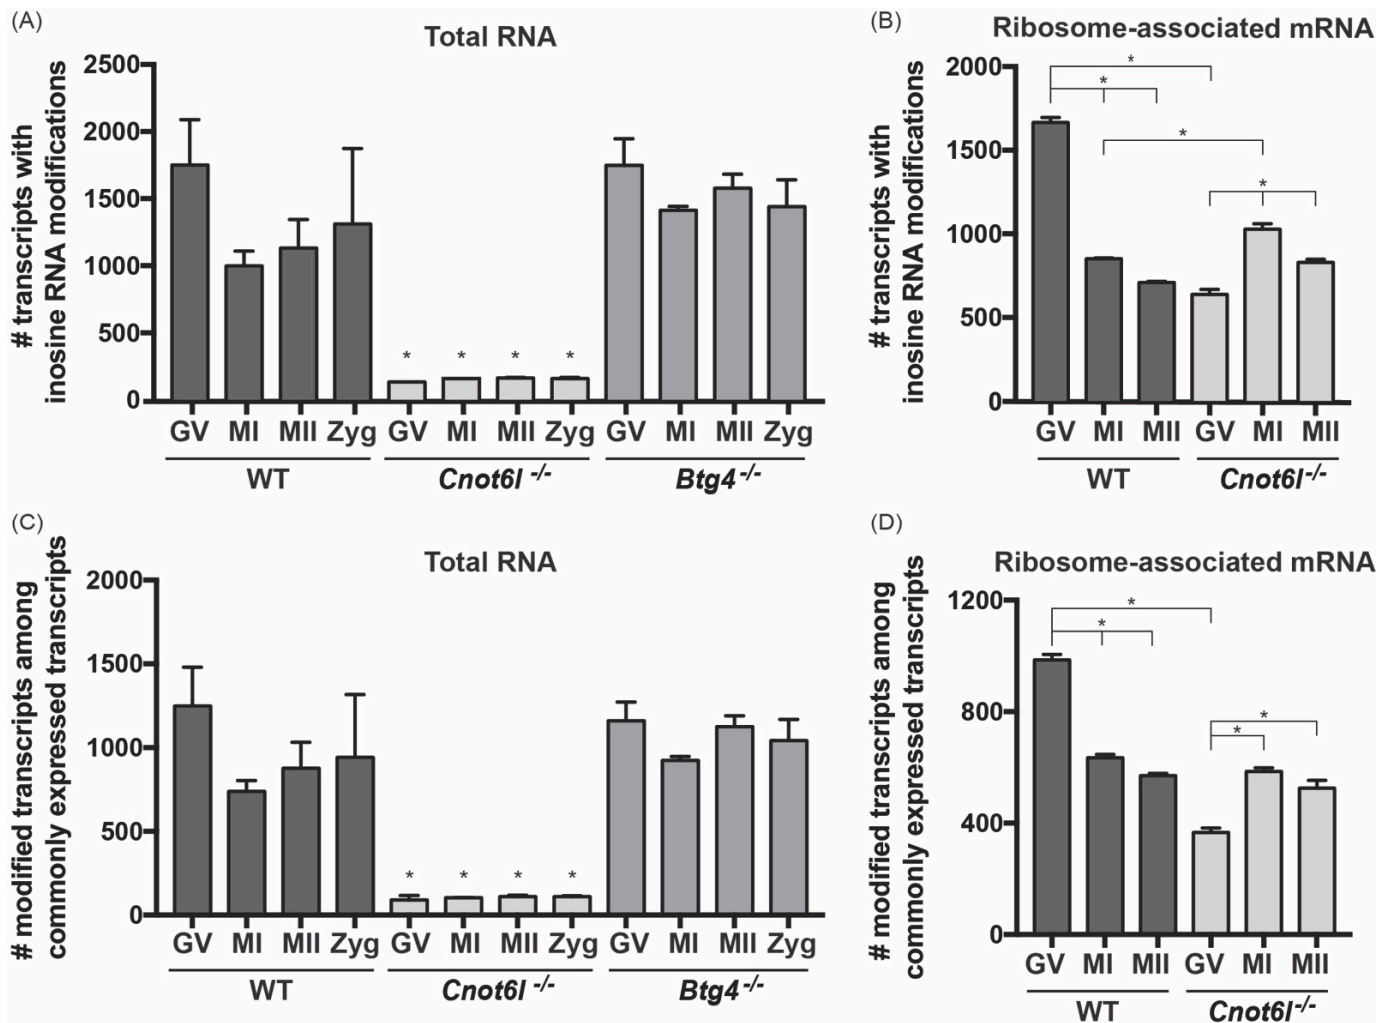 (A)
Total RNA
# transcripts with
inosine RNA modifications
2500
2000
1500
1000
500
0
* * * *
GV MI MII Zyg GV MI MII Zyg GV MI MII Zyg
WT Cnot6l -/- Btg4 -/-
(B)
Ribosome-associated mRNA
# transcripts with
inosine RNA modifications
2000
1500
1000
500
0
*
*
*
*
GV MI MII GV MI MII
WT Cnot6l-/-
(C)
Total RNA
# modified transcripts among
commonly expressed transcripts
2000
1500
1000
500
0
* * * *
GV MI MII Zyg GV MI MII Zyg GV MI MII Zyg
WT Cnot6l -/- Btg4 -/-
(D)
Ribosome-associated mRNA
# modified transcripts among
commonly expressed transcripts
1200
800
400
0
*
*
*
*
GV MI MII GV MI MII
WT Cnot6l-/-